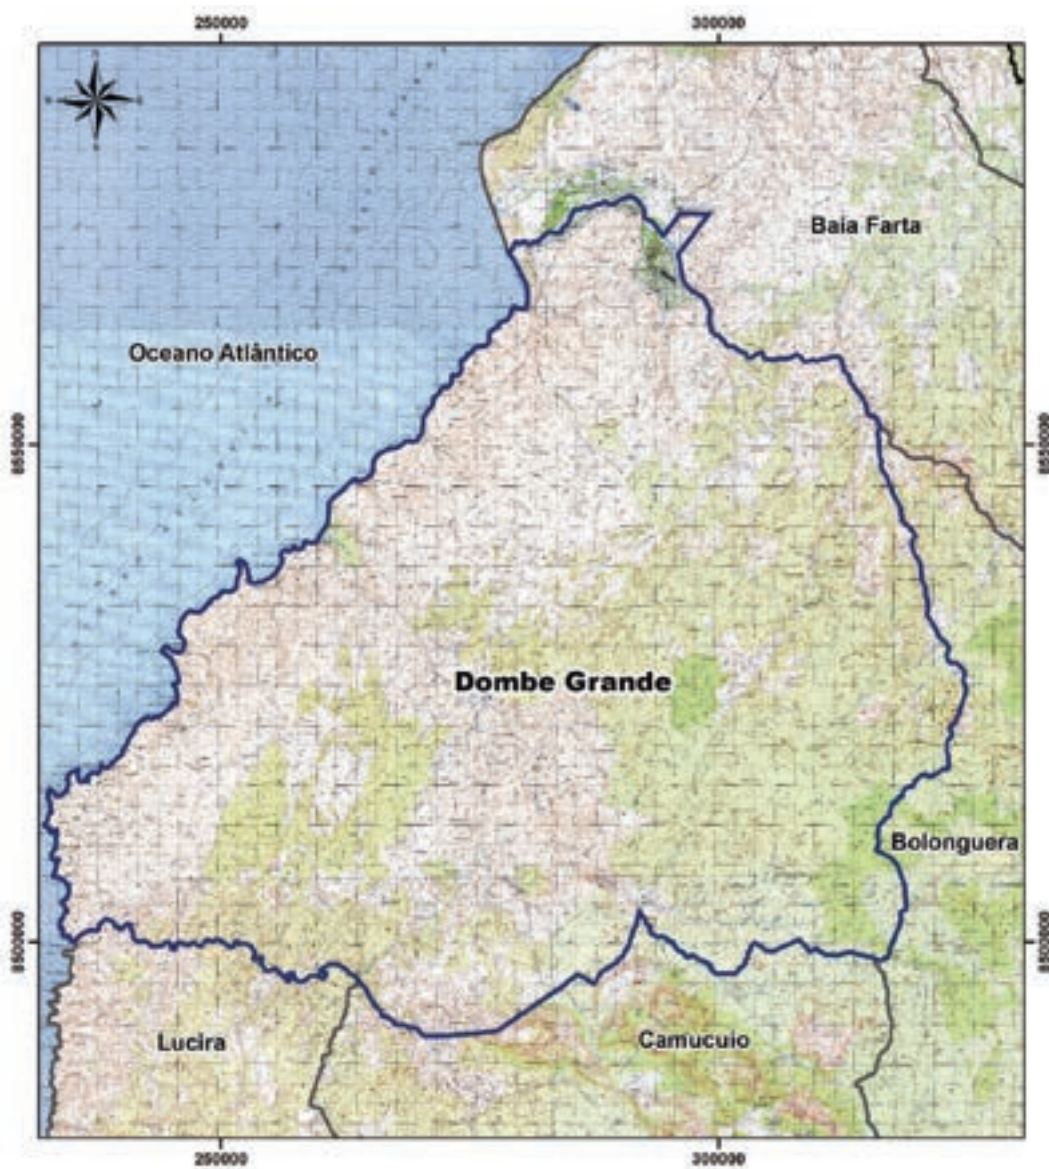 250000
300000
Baia Farta
Oceano Atlântico
8550000
8550000
Dombe Grande
Bolonguera
8500000
8500000
Lucira
Camucuio
250000
300000